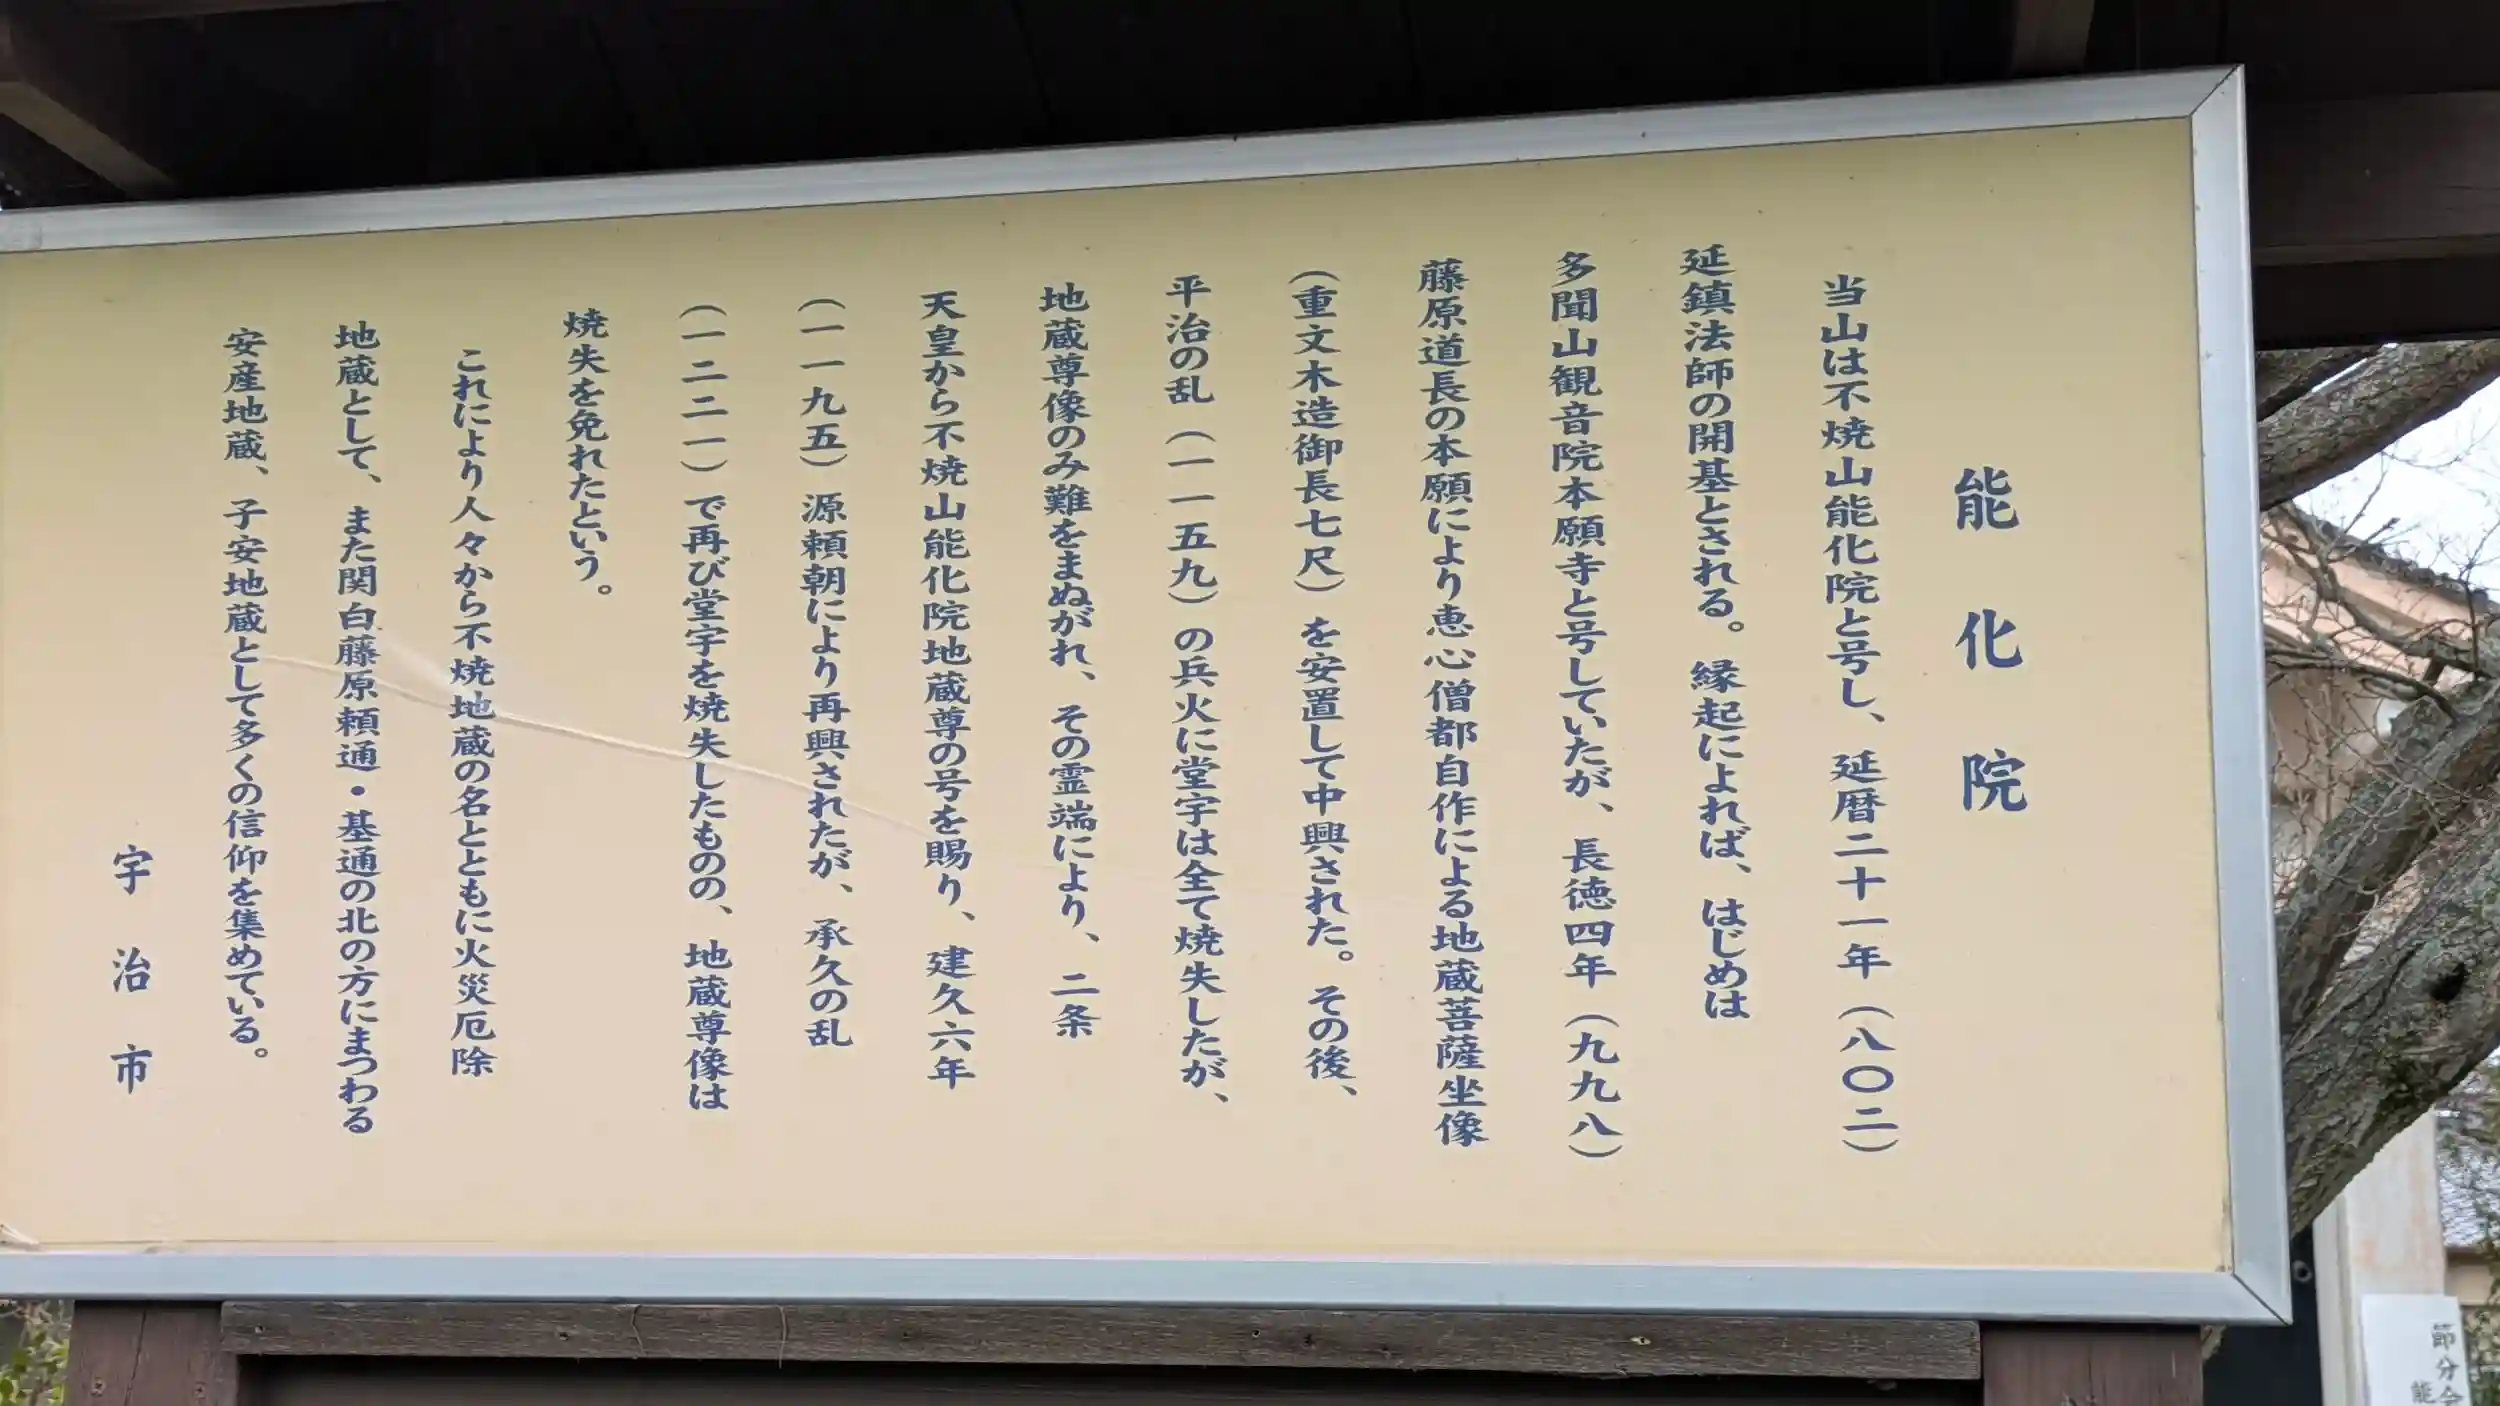 能化院
当山は不焼山能化院と号し、延暦二十一年（八〇二）
延鎮法師の開基とされる。縁起によれば、はじめは
多聞山観音院本願寺と号していたが、長徳四年（九九八）
藤原道長の本願により恵心僧都自作による地蔵菩薩坐像
（重文木造御長七尺）を安置して中興された。その後、
平治の乱（一一五九）の兵火に堂宇は全て焼失したが、
地蔵尊像のみ難をまぬがれ、その霊端により、二条
天皇から不焼山能化院地蔵尊の号を賜り、建久六年
（一一九五）源頼朝により再興されたが、承久の乱
（一二二一）で再び堂宇を焼失したものの、地蔵尊像は
焼失を免れたという。
これにより人々から不焼地蔵の名とともに火災厄除
地蔵として、また関白藤原頼通・基通の北の方にまつわる
安産地蔵、子安地蔵として多くの信仰を集めている。
宇治市
節分会
能